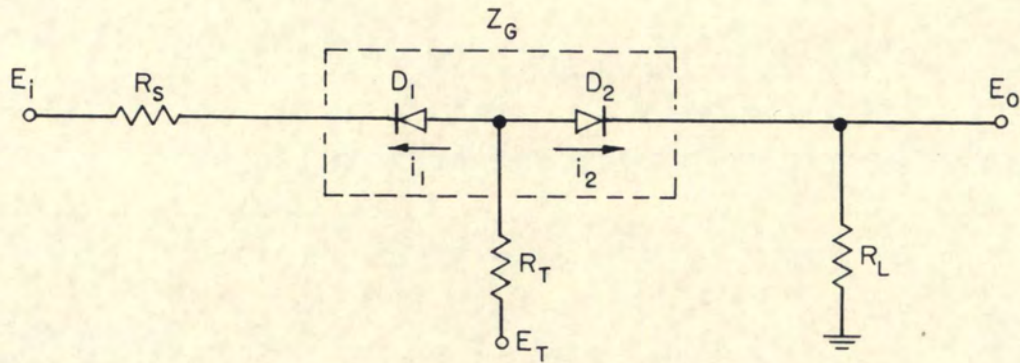 Z_G
E_i
R_S
D_1
D_2
E_o
i_1
i_2
R_T
R_L
E_T